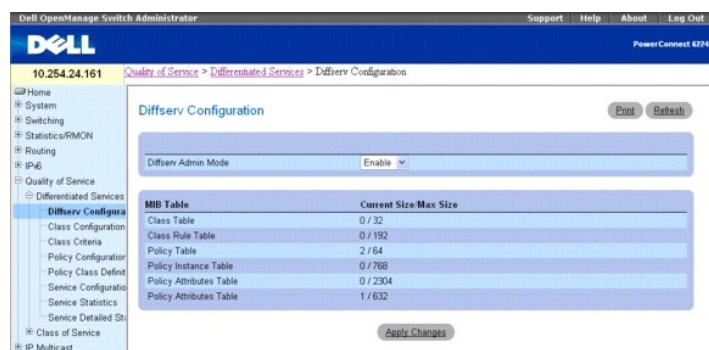 Dell OpenManage Switch Administrator Support Help About Log Out
DELL PowerConnect 6224
10.254.24.161 Quality of Service > Differentiated Services > Diffserv Configuration
Home
System
Switching
Statistics/RMON
Routing
IPv6
Quality of Service
Differentiated Services
Diffserv Configura
Class Configuration
Class Criteria
Policy Configuration
Policy Class Definit
Service Configuratio
Service Statistics
Service Detailed Sta
Class of Service
IP Multicast
Diffserv Configuration Print Refresh
Diffserv Admin Mode Enable
MIB Table Current Size/Max Size
Class Table 0 / 32
Class Rule Table 0 / 192
Policy Table 2 / 64
Policy Instance Table 0 / 768
Policy Attributes Table 0 / 2304
Policy Attributes Table 1 / 632
Apply Changes